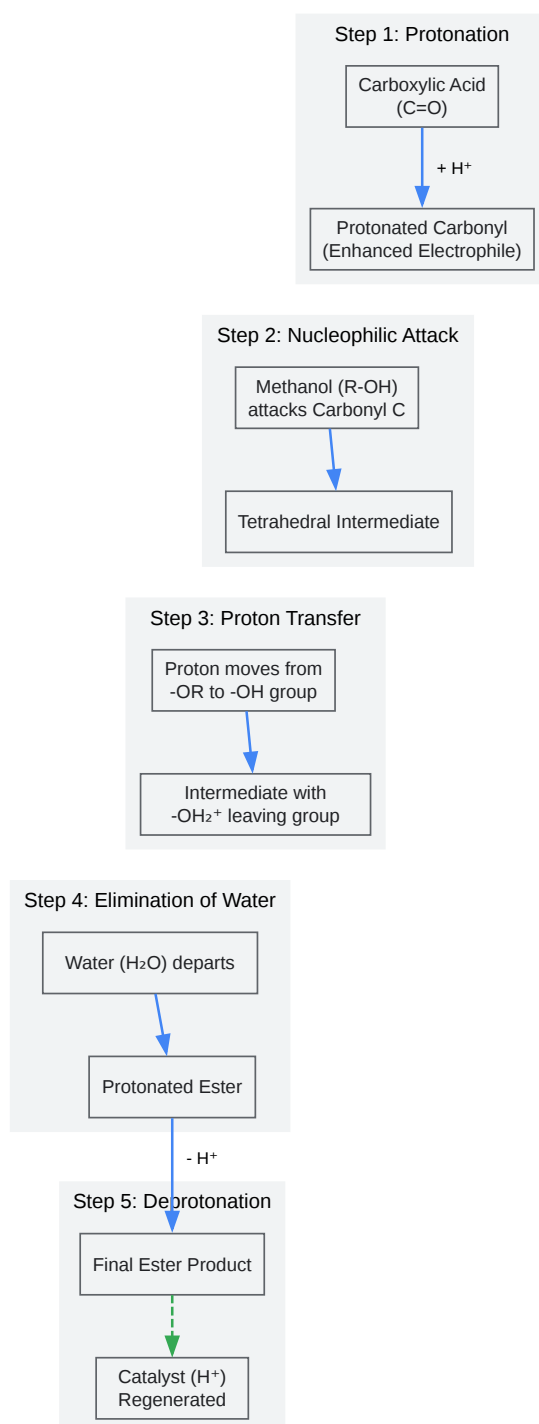 Step 1: Protonation
Carboxylic Acid
(C=O)
+ H⁺
Protonated Carbonyl
(Enhanced Electrophile)
Step 2: Nucleophilic Attack
Methanol (R-OH)
attacks Carbonyl C
Tetrahedral Intermediate
Step 3: Proton Transfer
Proton moves from
-OR to -OH group
Intermediate with
-OH₂⁺ leaving group
Step 4: Elimination of Water
Water (H₂O) departs
Protonated Ester
- H⁺
Step 5: Deprotonation
Final Ester Product
Catalyst (H⁺)
Regenerated